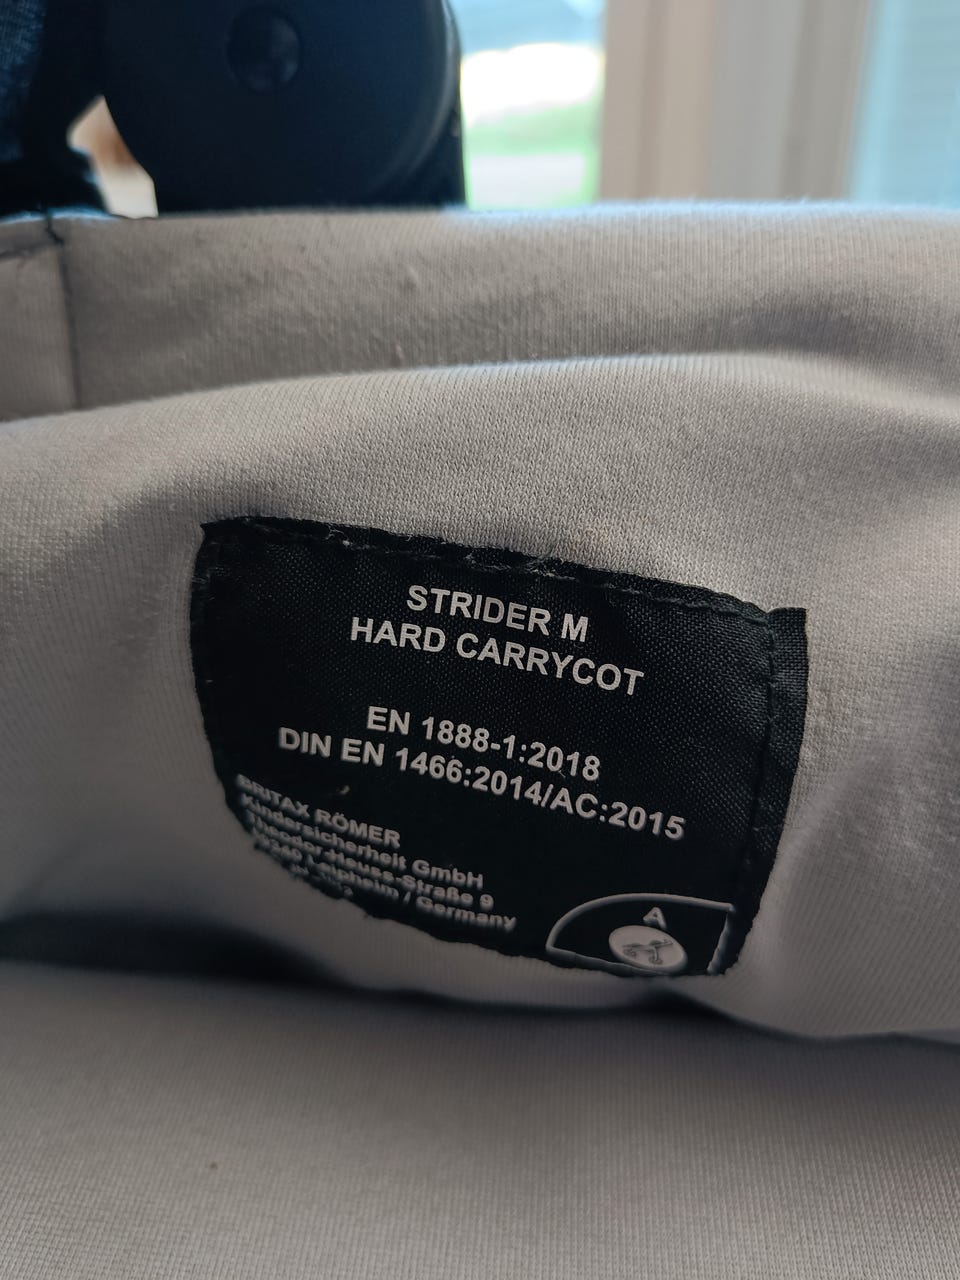 STRIDER M
HARD CARRYCOT
EN 1888-1:2018
DIN EN 1466:2014/AC:2015
BRITAX RÖMER
Kindersicherheit GmbH
Theodor-Heuss-Straße 9
Leipheim / Germany
A